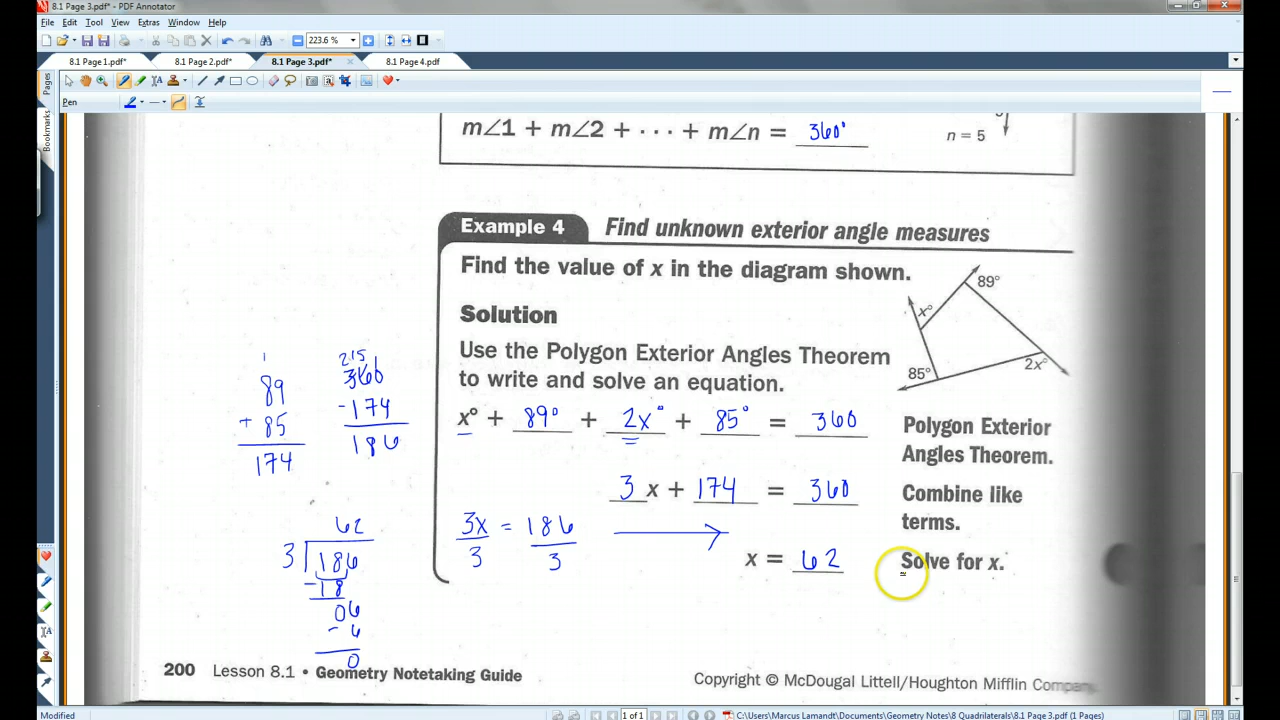 8.1 Page 3.pdf* - PDF Annotator
File Edit Tool View Extras Window Help
223.6 %
8.1 Page 1.pdf* 8.1 Page 2.pdf* 8.1 Page 3.pdf* 8.1 Page 4.pdf
Pages
Bookmarks
Pen
m∠1 + m∠2 + · · · + m∠n = 360°
n = 5
Example 4 Find unknown exterior angle measures
Find the value of x in the diagram shown.
89°
x°
85°
2x°
Solution
Use the Polygon Exterior Angles Theorem
to write and solve an equation.
x° + 89° + 2x° + 85° = 360
Polygon Exterior
Angles Theorem.
3 x + 174 = 360
Combine like
terms.
3x = 186
3 3
x = 62
Solve for x.
1
89
+ 85
174
2 15
360
- 174
186
62
3 186
- 18
06
- 6
0
200 Lesson 8.1 • Geometry Notetaking Guide
Copyright © McDougal Littell/Houghton Mifflin Company
Modified
1 of 1
C:\Users\Marcus Lamandt\Documents\Geometry Notes\8 Quadrilaterals\8.1 Page 3.pdf (1 Pages)